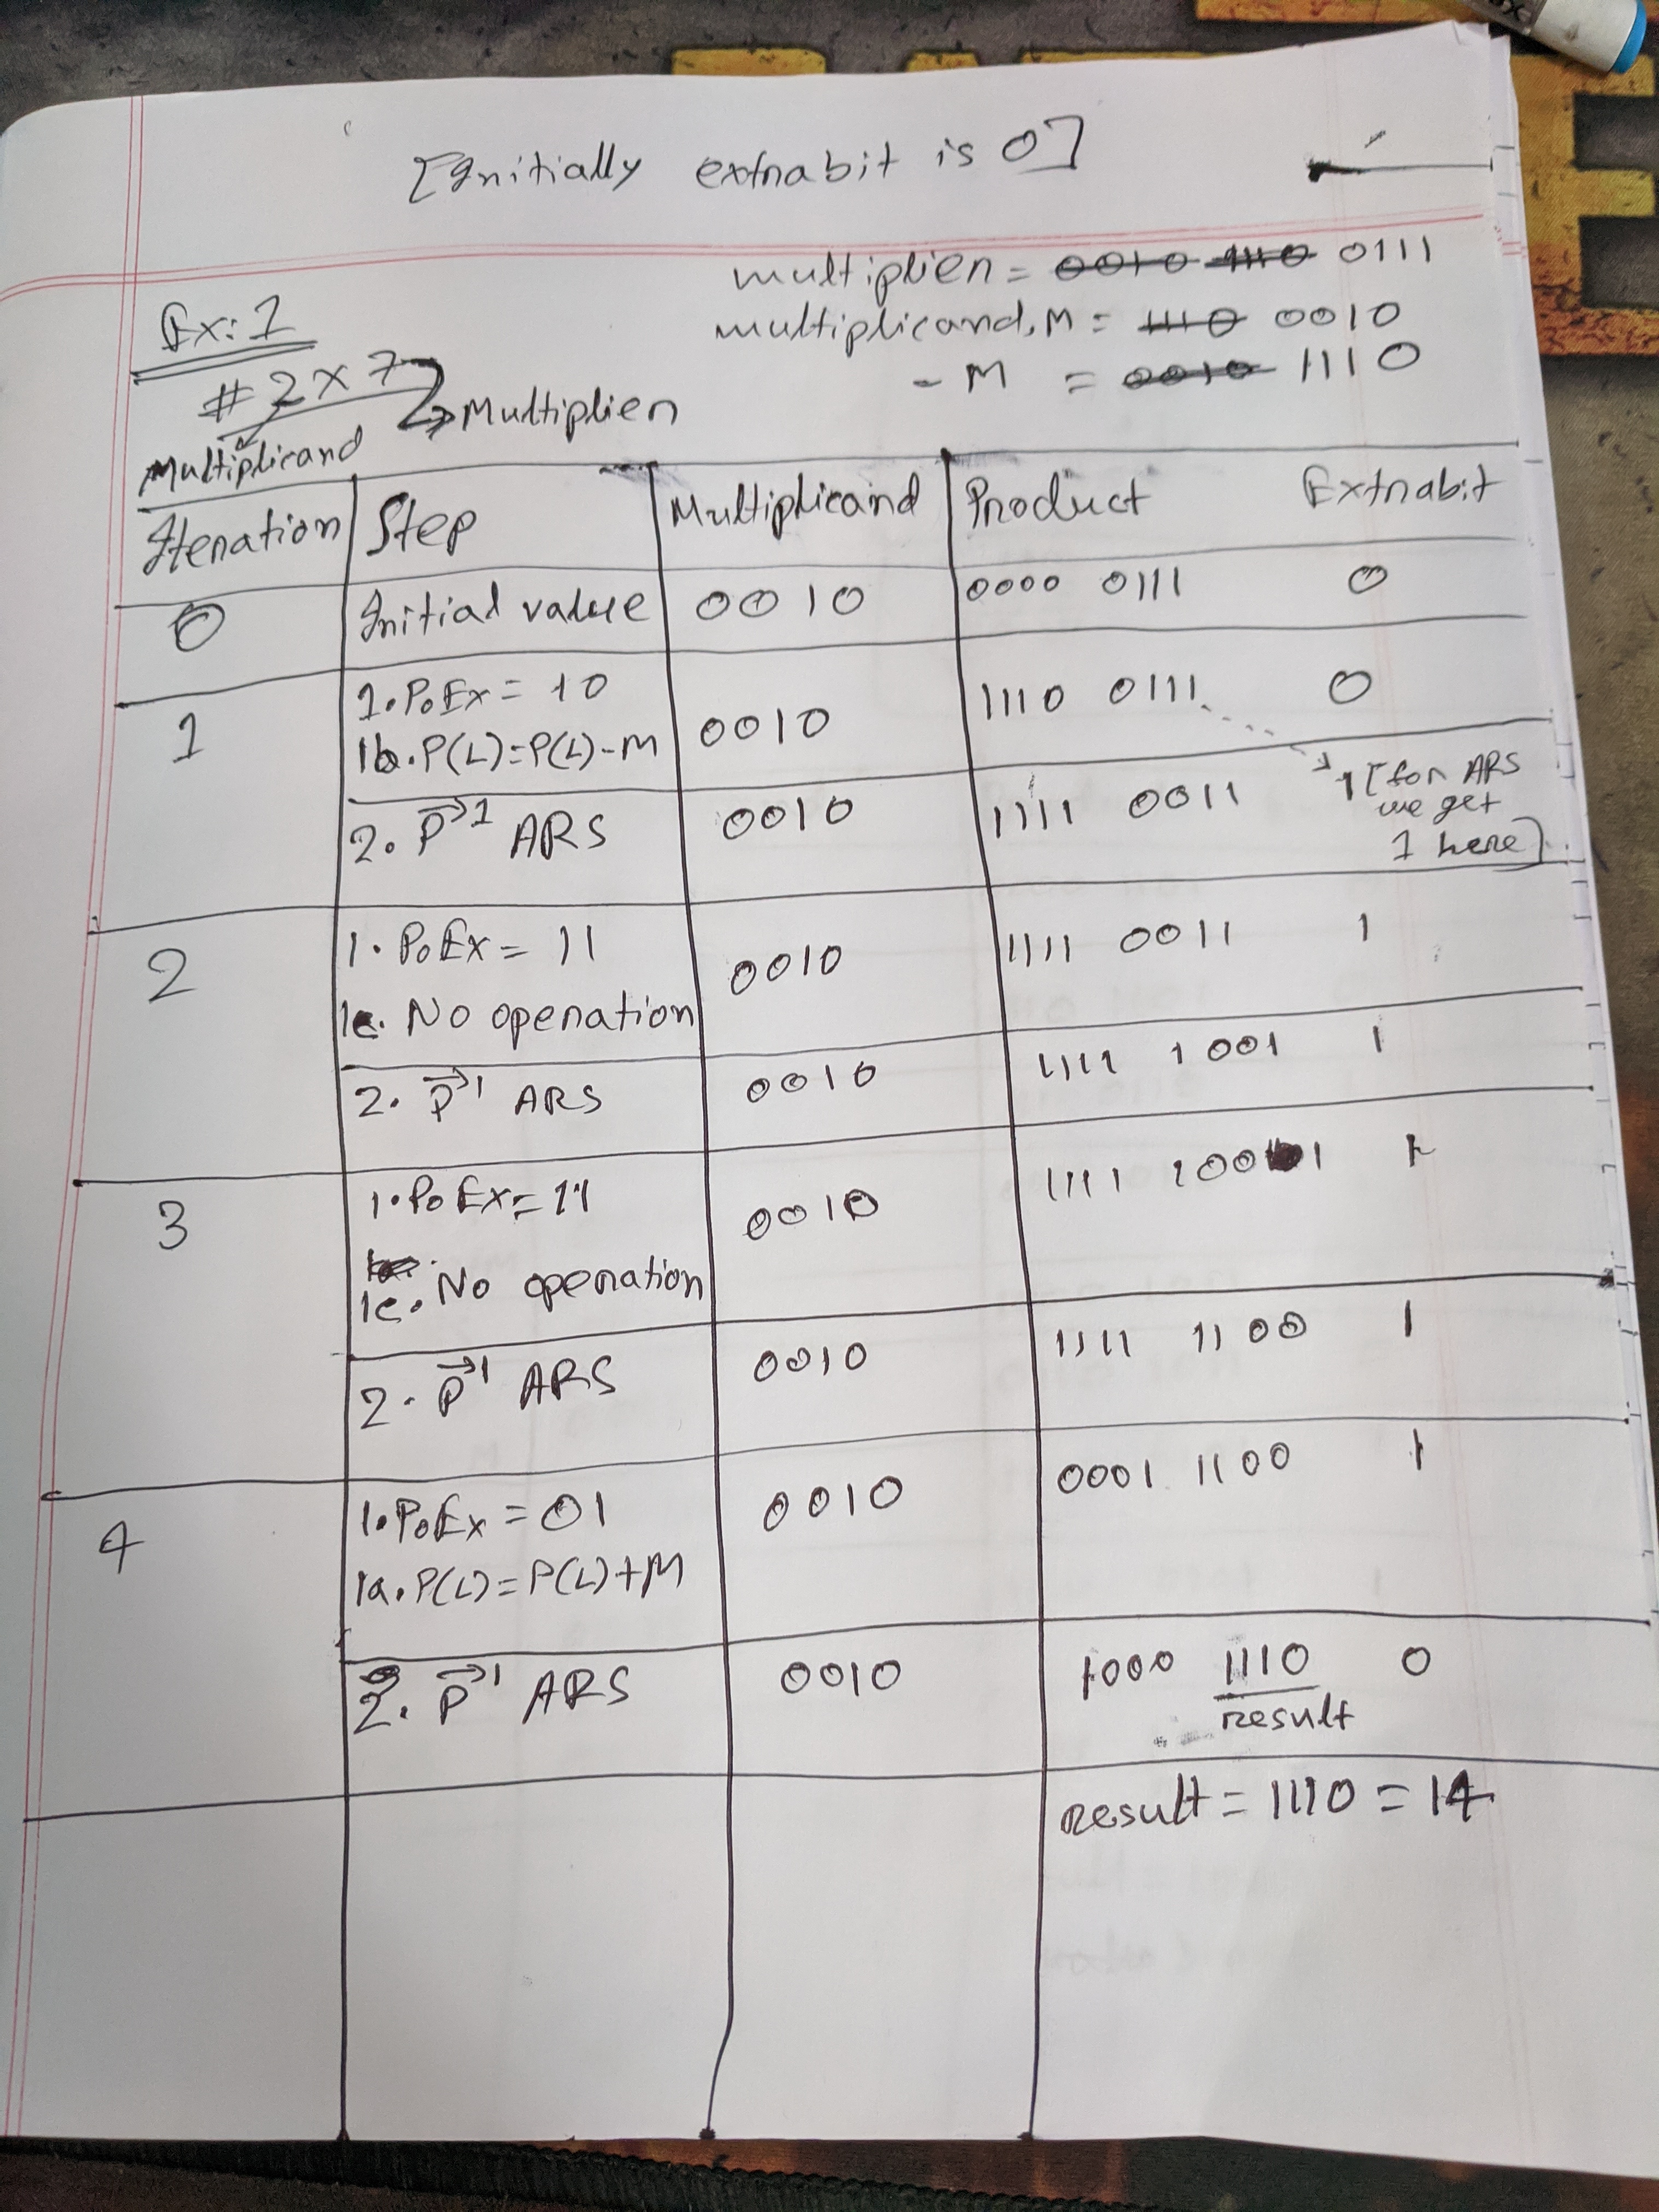 [Initially extrabit is 0]
multiplier = 0010 1110 0111
multiplicand, M = 1110 0010
- M = 0010 1110
Ex: 1
# 2 x 7
Multiplier
Multiplicand
Iteration Step Multiplicand Product Extrabit
0 Initial value 0010 0000 0111 0
1 1. P₀Ex = 10 0010 1110 0111 0
1b. P(L)=P(L)-M
2. P→1 ARS 0010 1111 0011 1 [for ARS
we get
1 here]
2 1. P₀Ex = 11 0010 1111 0011 1
1c. No operation
2. P→1 ARS 0010 1111 1001 1
3 1. P₀Ex = 11 0010 1111 1001 1
1c. No operation
2. P→1 ARS 0010 1111 1100 1
4 1. P₀Ex = 01 0010 0001 1100 1
1a. P(L)=P(L)+M
2. P→1 ARS 0010 1000 1110 0
result
result = 1110 = 14